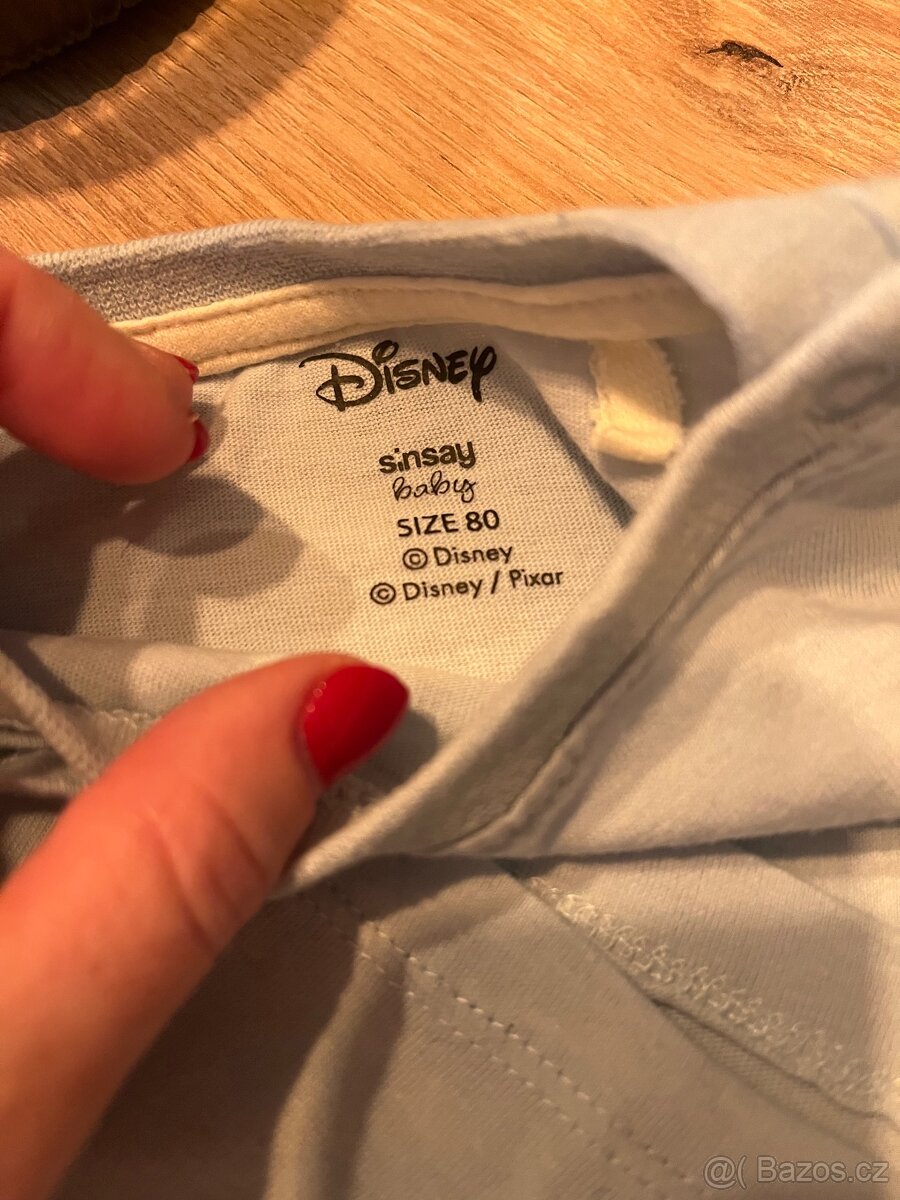 Disney
sinsay
baby
SIZE 80
© Disney
© Disney / Pixar
@( Bazos.cz